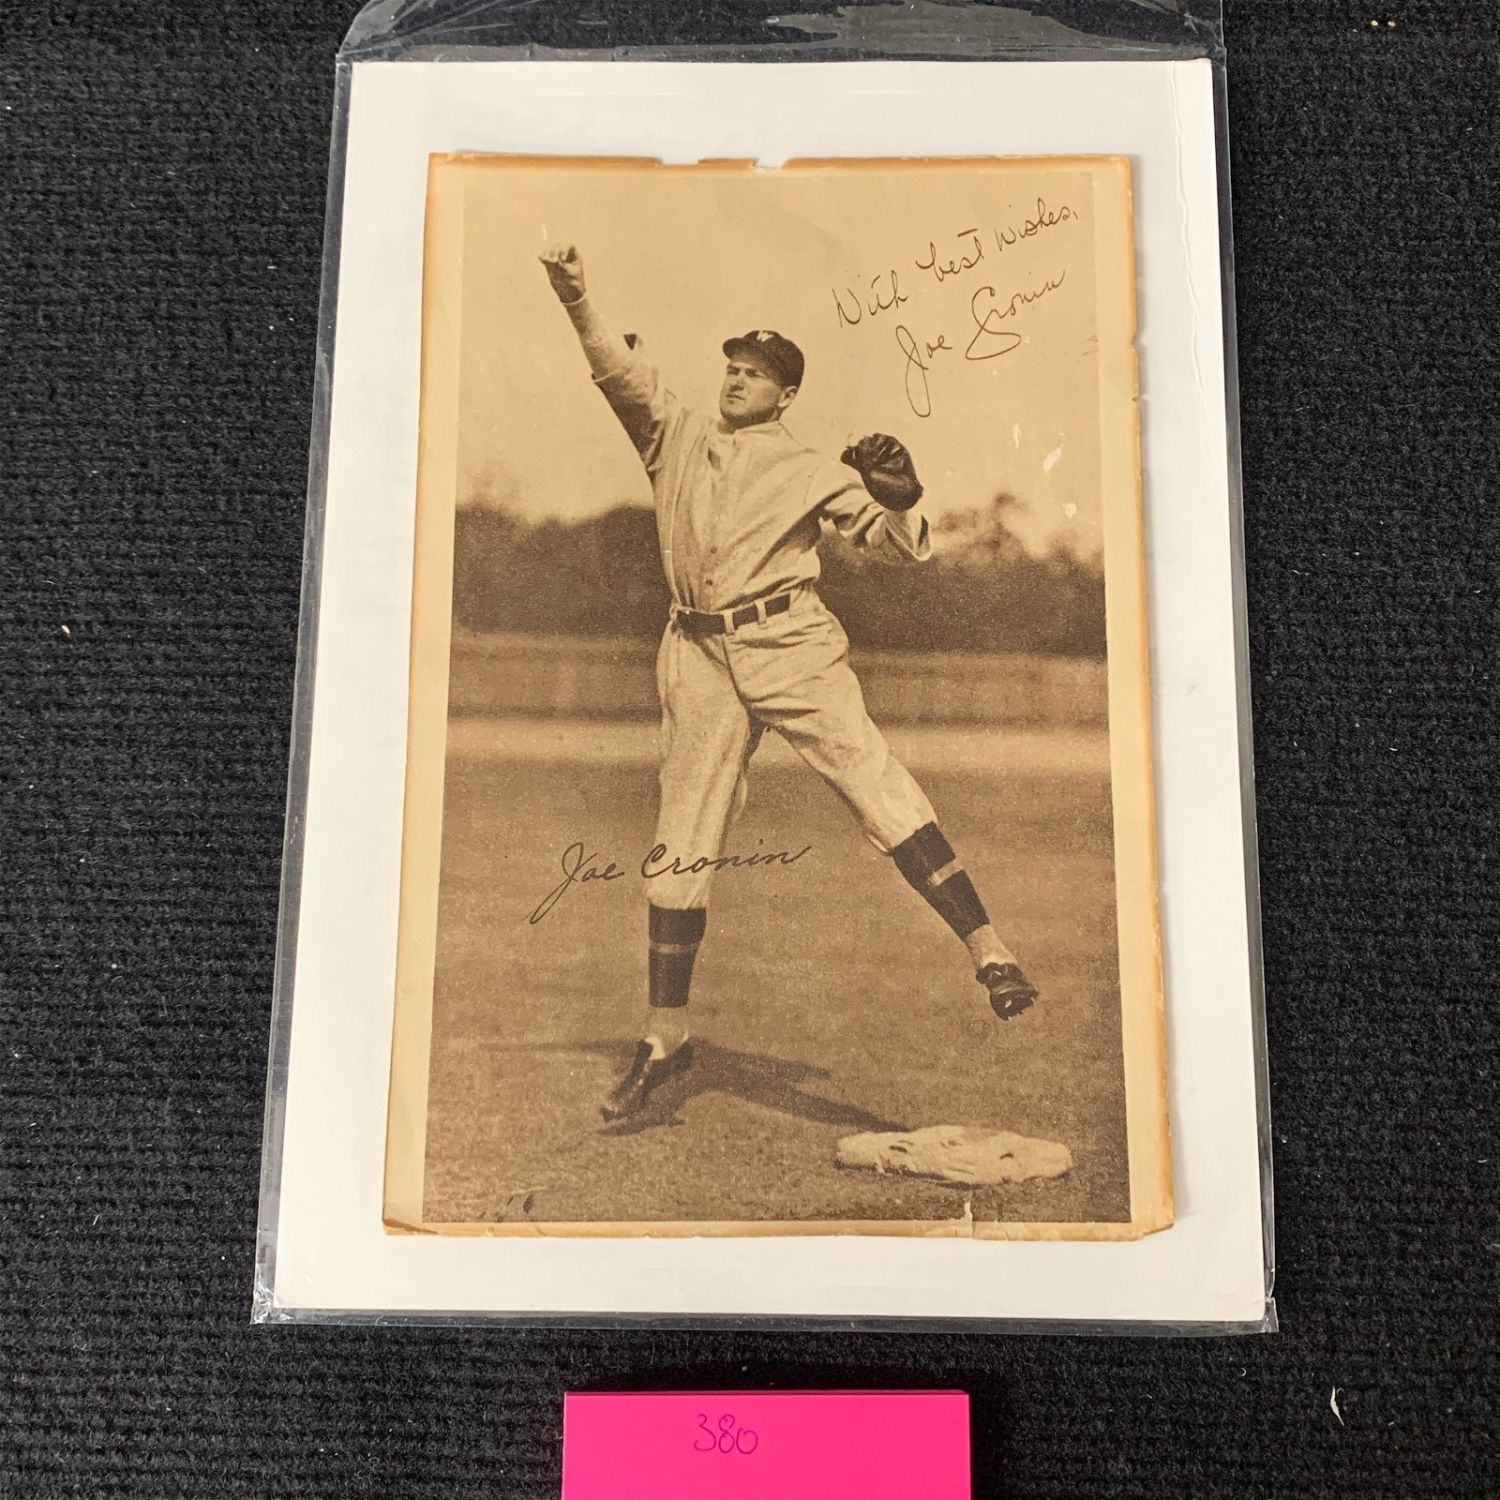 With best wishes,
Joe Cronin
W
Joe Cronin
380